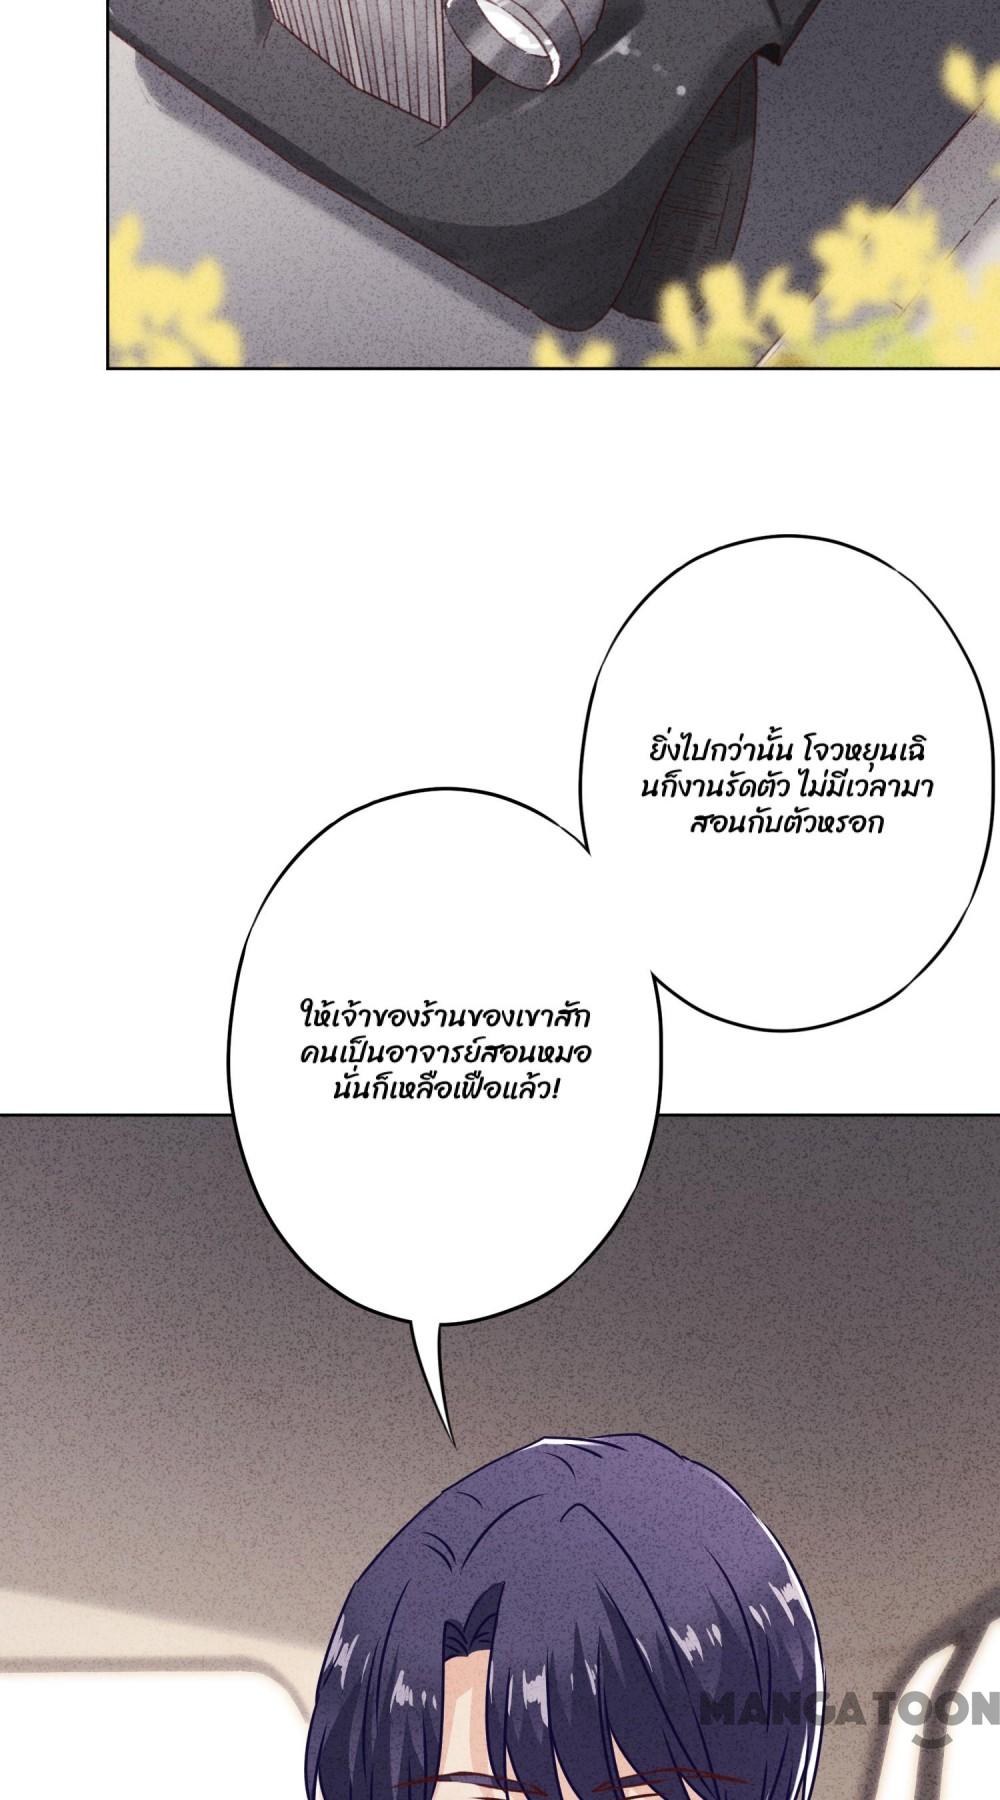 ยิ่งไปกว่านั้น โจวหยุนเฉิ
นก็งานรัดตัว ไม่มีเวลามา
สอนกับตัวหรอก
ให้เจ้าของร้านของเขาสัก
คนเป็นอาจารย์สอนหมอ
นั่นก็เหลือเฟือแล้ว!
MANGA TOON